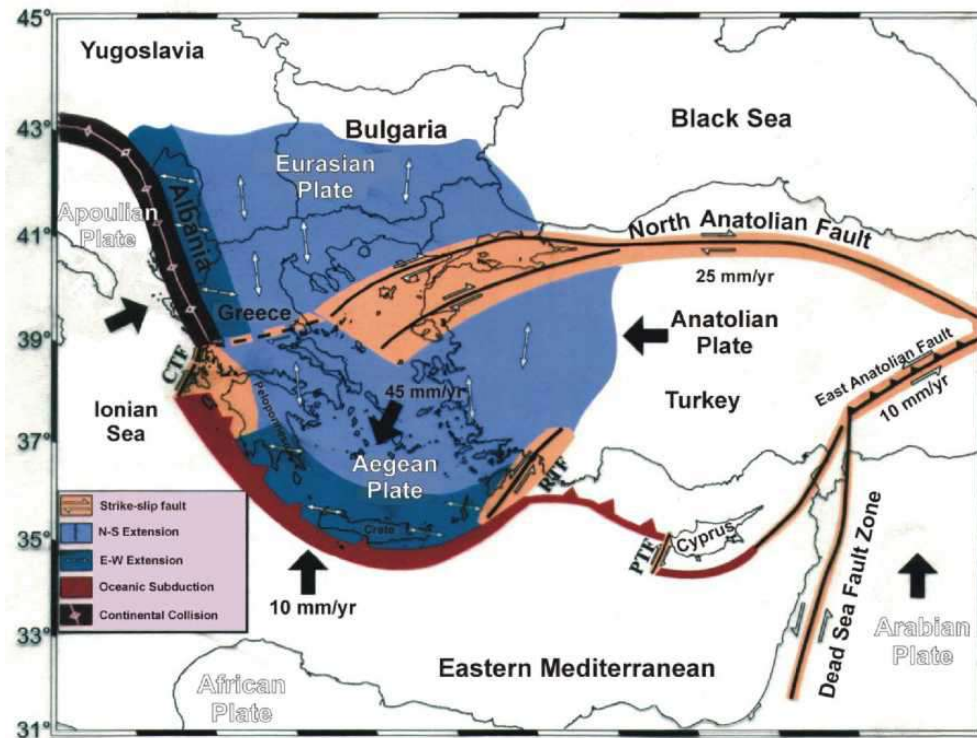 45°
Yugoslavia
43°
Bulgaria
Black Sea
Eurasian
Plate
Albania
Apoulian
Plate
41°
North Anatolian Fault
25 mm/yr
Greece
39°
Anatolian
Plate
CTF
45 mm/yr
East Anatolian Fault
10 mm/yr
Ionian
Sea
Turkey
37°
Aegean
Plate
RTF
Strike-slip fault
N-S Extension
E-W Extension
Oceanic Subduction
Continental Collision
Crete
35°
Cyprus
PTF
10 mm/yr
Dead Sea Fault Zone
33°
Arabian
Plate
Eastern Mediterranean
African
Plate
31°